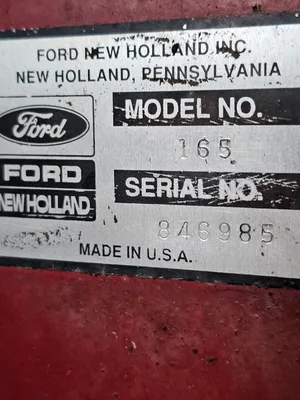 FORD NEW HOLLAND INC.
NEW HOLLAND, PENNSYLVANIA
Ford
FORD
NEW HOLLAND
MODEL NO.
165
SERIAL NO.
846985
MADE IN U.S.A.